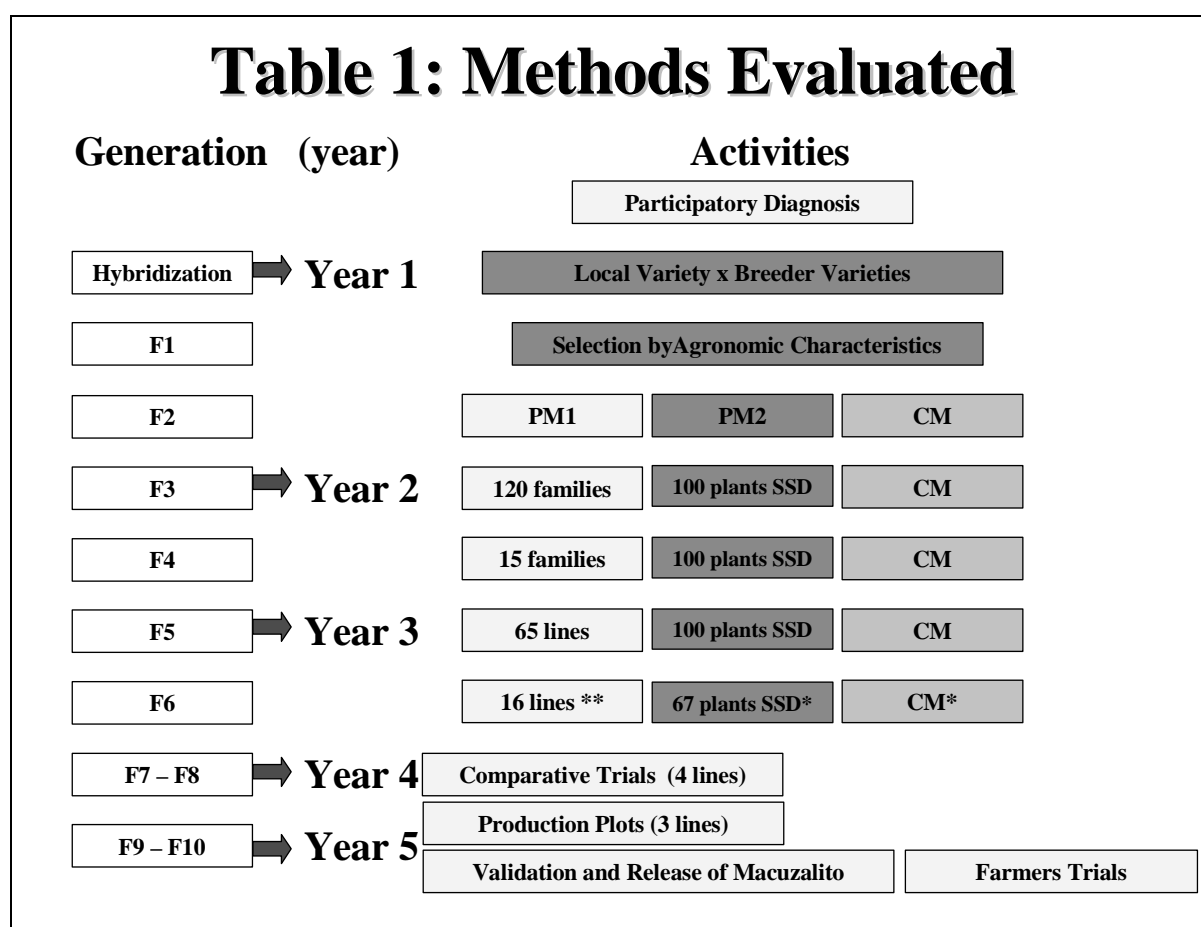 Table 1: Methods Evaluated
Generation (year) Activities
Participatory Diagnosis
Hybridization Year 1 Local Variety x Breeder Varieties
F1 Selection byAgronomic Characteristics
F2 PM1 PM2 CM
F3 Year 2 120 families 100 plants SSD CM
F4 15 families 100 plants SSD CM
F5 Year 3 65 lines 100 plants SSD CM
F6 16 lines ** 67 plants SSD* CM*
F7 – F8 Year 4 Comparative Trials (4 lines)
Production Plots (3 lines)
F9 – F10 Year 5
Validation and Release of Macuzalito Farmers Trials